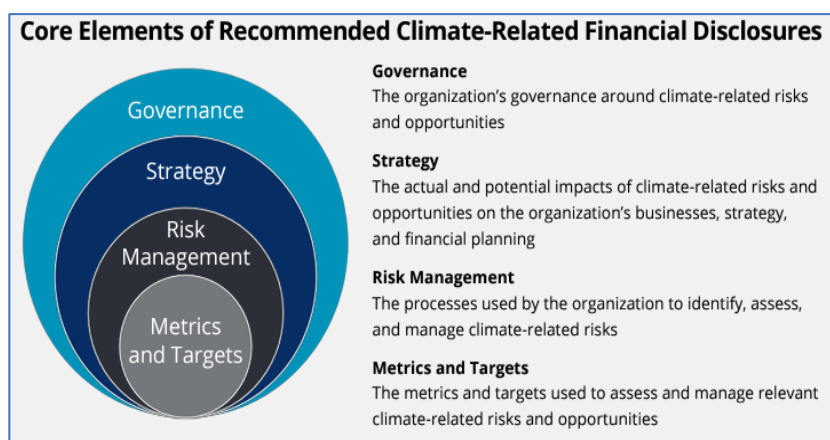 Core Elements of Recommended Climate-Related Financial Disclosures
Governance
Strategy
Risk
Management
Metrics
and Targets
Governance
The organization's governance around climate-related risks
and opportunities
Strategy
The actual and potential impacts of climate-related risks and
opportunities on the organization's businesses, strategy,
and financial planning
Risk Management
The processes used by the organization to identify, assess,
and manage climate-related risks
Metrics and Targets
The metrics and targets used to assess and manage relevant
climate-related risks and opportunities